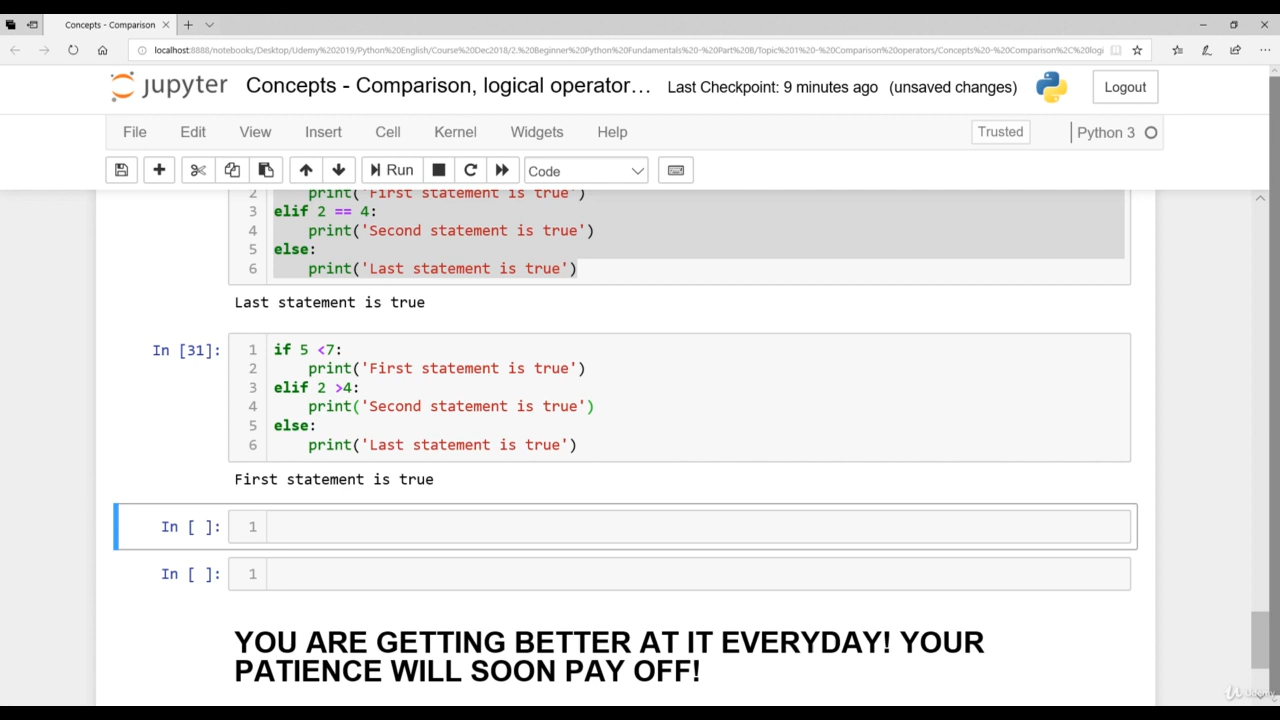 Concepts - Comparison
localhost:8888/notebooks/Desktop/Udemy%202019/Python%20English/Course%20Dec2018/2.%20Beginner%20Python%20Fundamentals%20-%20Part%20B/Topic%201%20-%20Comparison%20operators/Concepts%20-%20Comparison%2C%20logi
jupyter Concepts - Comparison, logical operator... Last Checkpoint: 9 minutes ago (unsaved changes) Logout
File Edit View Insert Cell Kernel Widgets Help Trusted Python 3
Run Code
2 print('First statement is true')
3 elif 2 == 4:
4 print('Second statement is true')
5 else:
6 print('Last statement is true')
Last statement is true
In [31]: 1 if 5 <7:
2 print('First statement is true')
3 elif 2 >4:
4 print('Second statement is true')
5 else:
6 print('Last statement is true')
First statement is true
In [ ]: 1
In [ ]: 1
YOU ARE GETTING BETTER AT IT EVERYDAY! YOUR
PATIENCE WILL SOON PAY OFF!
Udemy